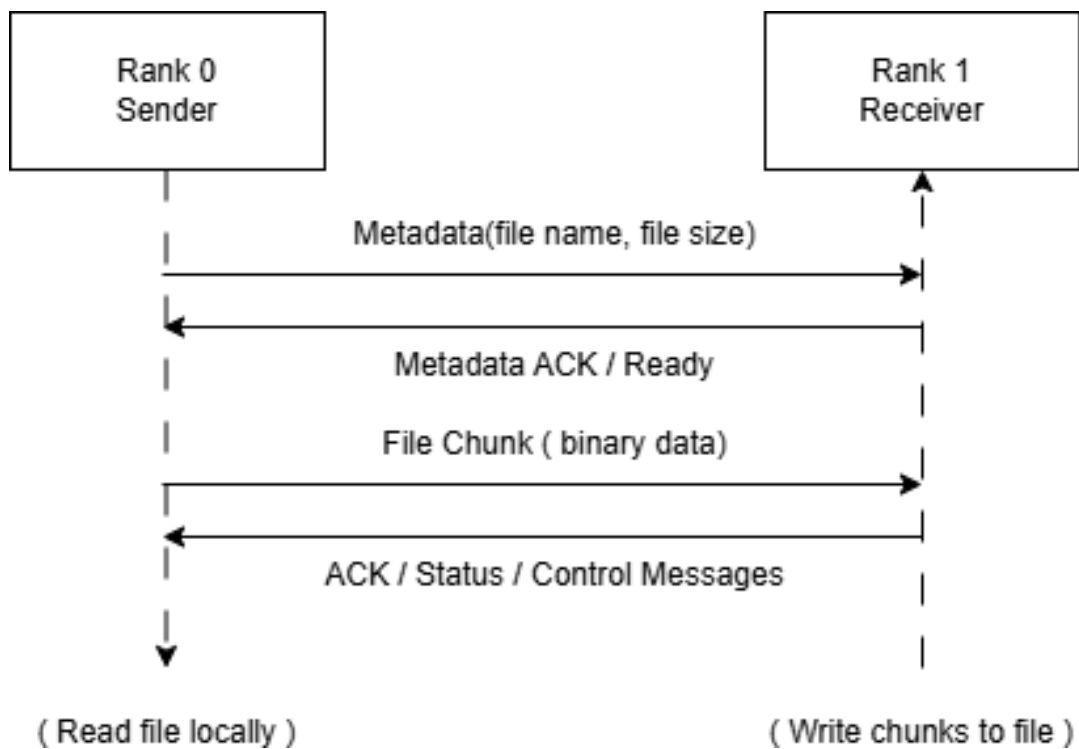 Rank 0
Sender
Rank 1
Receiver
Metadata(file name, file size)
Metadata ACK / Ready
File Chunk ( binary data)
ACK / Status / Control Messages
( Read file locally )
( Write chunks to file )